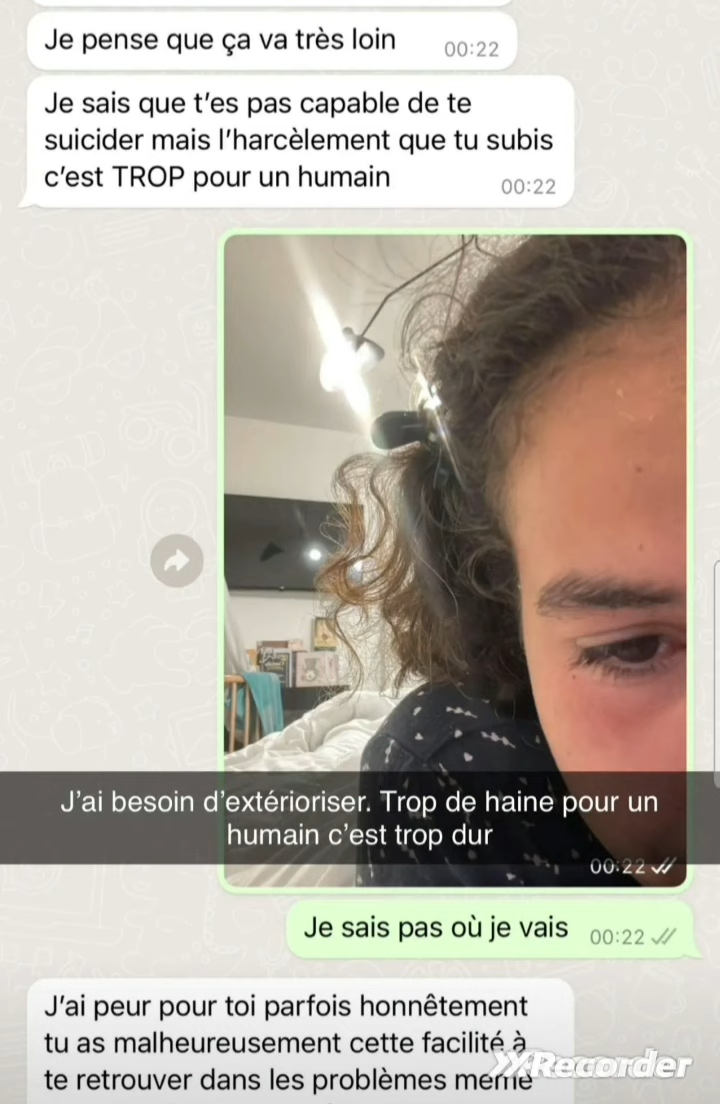 Je pense que ça va très loin 00:22
Je sais que t'es pas capable de te
suicider mais l'harcèlement que tu subis
c'est TROP pour un humain 00:22
J'ai besoin d'extérioriser. Trop de haine pour un
humain c'est trop dur
00:22
Je sais pas où je vais 00:22
J'ai peur pour toi parfois honnêtement
tu as malheureusement cette facilité à
te retrouver dans les problèmes meme
XRecorder